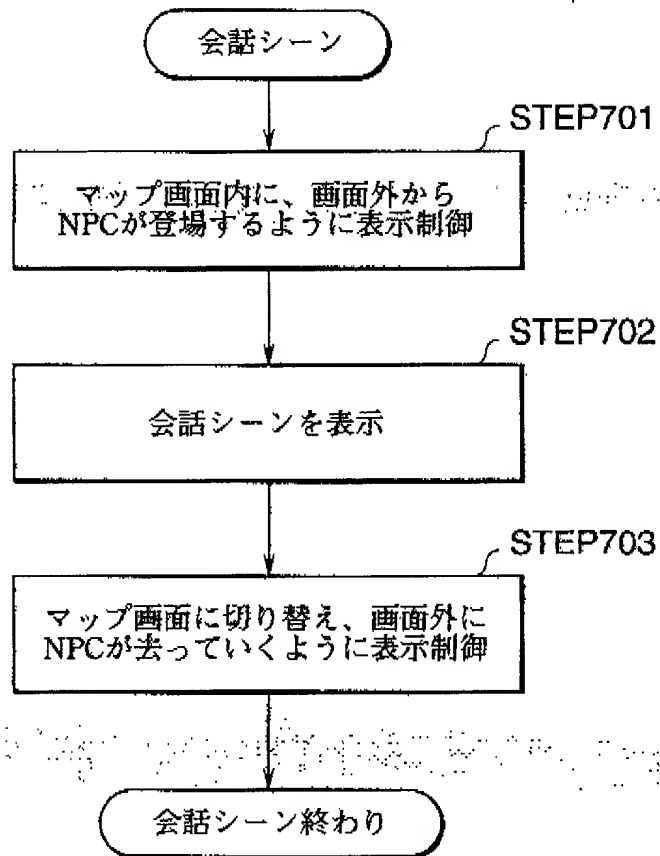 会話シーン
STEP701
マップ画面内に、画面外から
NPCが登場するように表示制御
STEP702
会話シーンを表示
STEP703
マップ画面に切り替え、画面外に
NPCが去っていくように表示制御
会話シーン終わり